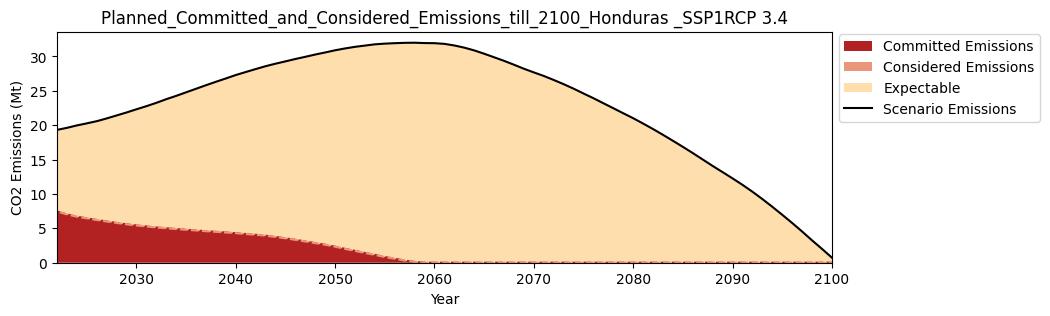 Planned_Committed_and_Considered_Emissions_till_2100_Honduras _SSP1RCP 3.4
Committed Emissions
Considered Emissions
Expectable
Scenario Emissions
CO2 Emissions (Mt)
30
25
20
15
10
5
0
2030 2040 2050 2060 2070 2080 2090 2100
Year